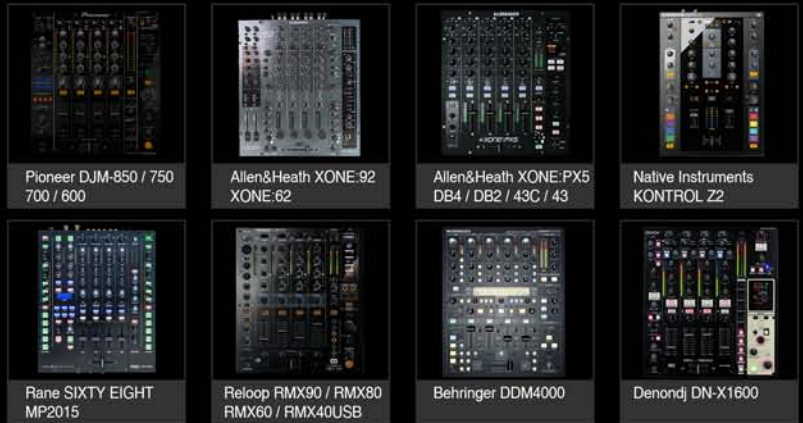 Pioneer DJM-850 / 750
700 / 600
Allen&Heath XONE:92
XONE:62
XONE:PX5
Allen&Heath XONE:PX5
DB4 / DB2 / 43C / 43
Native Instruments
KONTROL Z2
Rane SIXTY EIGHT
MP2015
Reloop RMX90 / RMX80
RMX60 / RMX40USB
Behringer DDM4000
Denondj DN-X1600